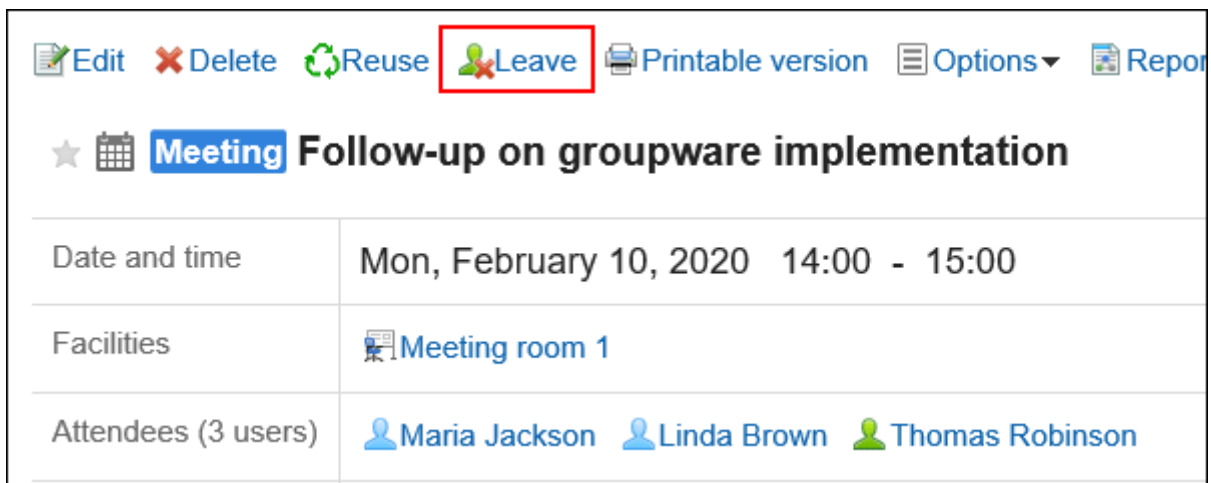 Edit Delete Reuse Leave Printable version Options Repor
Meeting Follow-up on groupware implementation
Date and time Mon, February 10, 2020 14:00 - 15:00
Facilities Meeting room 1
Attendees (3 users) Maria Jackson Linda Brown Thomas Robinson